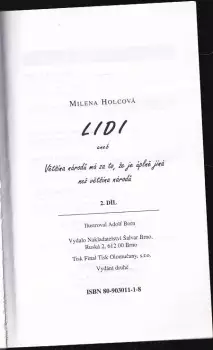 MILENA HOLCOVÁ
LIDI
aneb
Většina národů má za to, že je úplně jiná
než většina národů
2. DÍL
Ilustroval Adolf Born
Vydalo Nakladatelství Šalvar Brno,
Ruská 2, 612 00 Brno
Tisk Finál Tisk Olomučany, s.r.o.
Vydání druhé
ISBN 80-903011-1-8